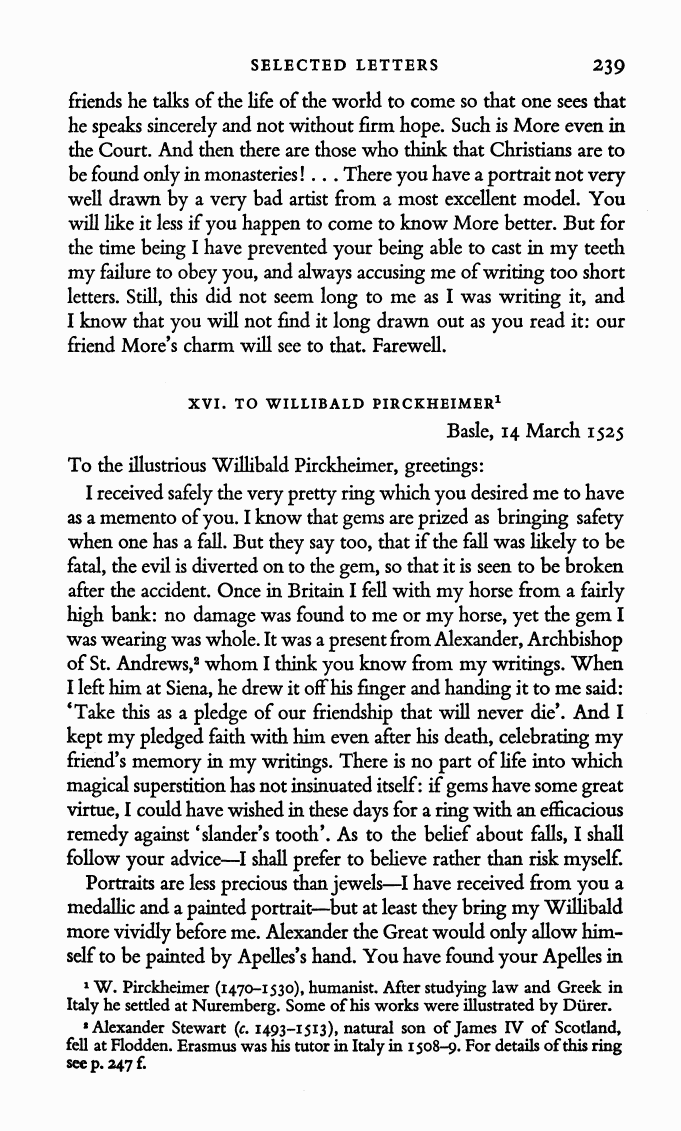 SELECTED LETTERS 239
friends he talks of the life of the world to come so that one sees that
he speaks sincerely and not without firm hope. Such is More even in
the Court. And then there are those who think that Christians are to
be found only in monasteries! . . . There you have a portrait not very
well drawn by a very bad artist from a most excellent model. You
will like it less if you happen to come to know More better. But for
the time being I have prevented your being able to cast in my teeth
my failure to obey you, and always accusing me of writing too short
letters. Still, this did not seem long to me as I was writing it, and
I know that you will not find it long drawn out as you read it: our
friend More's charm will see to that. Farewell.
XVI. TO WILLIBALD PIRCKHEIMER¹
Basle, 14 March 1525
To the illustrious Willibald Pirckheimer, greetings:
I received safely the very pretty ring which you desired me to have
as a memento of you. I know that gems are prized as bringing safety
when one has a fall. But they say too, that if the fall was likely to be
fatal, the evil is diverted on to the gem, so that it is seen to be broken
after the accident. Once in Britain I fell with my horse from a fairly
high bank: no damage was found to me or my horse, yet the gem I
was wearing was whole. It was a present from Alexander, Archbishop
of St. Andrews,² whom I think you know from my writings. When
I left him at Siena, he drew it off his finger and handing it to me said:
‘Take this as a pledge of our friendship that will never die’. And I
kept my pledged faith with him even after his death, celebrating my
friend's memory in my writings. There is no part of life into which
magical superstition has not insinuated itself: if gems have some great
virtue, I could have wished in these days for a ring with an efficacious
remedy against ‘slander's tooth’. As to the belief about falls, I shall
follow your advice—I shall prefer to believe rather than risk myself.
Portraits are less precious than jewels—I have received from you a
medallic and a painted portrait—but at least they bring my Willibald
more vividly before me. Alexander the Great would only allow him-
self to be painted by Apelles's hand. You have found your Apelles in
¹ W. Pirckheimer (1470–1530), humanist. After studying law and Greek in
Italy he settled at Nuremberg. Some of his works were illustrated by Dürer.
² Alexander Stewart (c. 1493–1513), natural son of James IV of Scotland,
fell at Flodden. Erasmus was his tutor in Italy in 1508–9. For details of this ring
see p. 247 f.